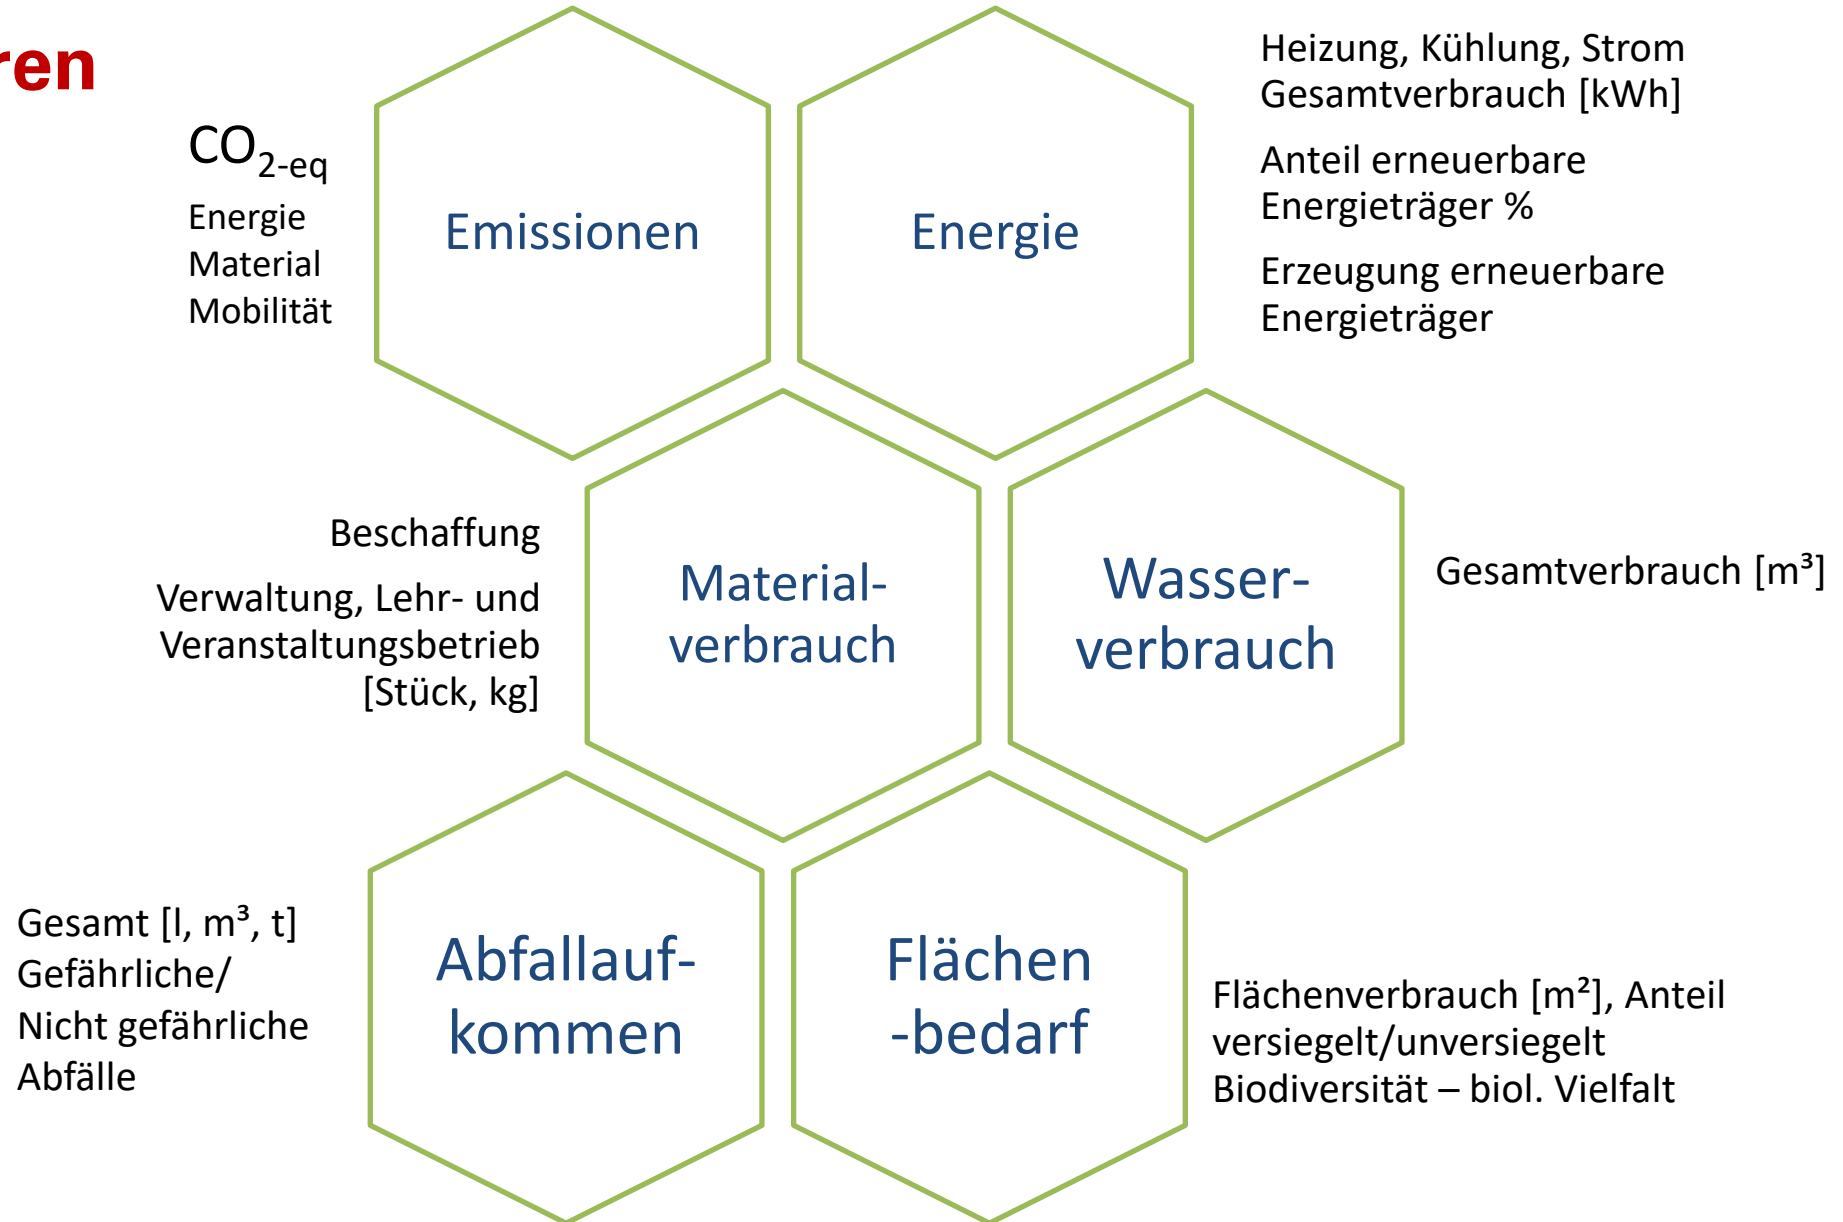 ren
CO2-eq
Energie
Material
Mobilität
Emissionen
Energie
Heizung, Kühlung, Strom
Gesamtverbrauch [kWh]
Anteil erneuerbare
Energieträger %
Erzeugung erneuerbare
Energieträger
Beschaffung
Verwaltung, Lehr- und
Veranstaltungsbetrieb
[Stück, kg]
Material-
verbrauch
Wasser-
verbrauch
Gesamtverbrauch [m³]
Gesamt [l, m³, t]
Gefährliche/
Nicht gefährliche
Abfälle
Abfallauf-
kommen
Flächen
-bedarf
Flächenverbrauch [m²], Anteil
versiegelt/unversiegelt
Biodiversität – biol. Vielfalt